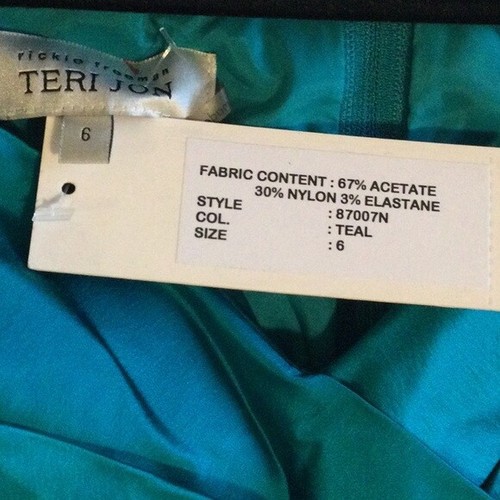 rickie freeman
TERI JON
6
FABRIC CONTENT : 67% ACETATE
30% NYLON 3% ELASTANE
STYLE : 87007N
COL. : TEAL
SIZE : 6